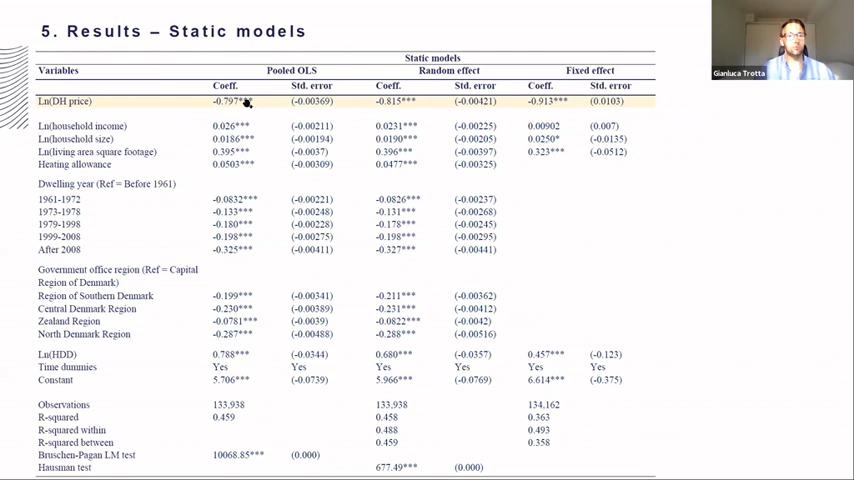 5. Results – Static models
Gianluca Trotta
Static models
Variables Pooled OLS Random effect Fixed effect
Coeff. Std. error Coeff. Std. error Coeff. Std. error
Ln(DH price) -0.797*** (-0.00369) -0.815*** (-0.00421) -0.913*** (0.0103)
Ln(household income) 0.026*** (-0.00211) 0.0231*** (-0.00225) 0.00902 (0.007)
Ln(household size) 0.0186*** (-0.00194) 0.0190*** (-0.00205) 0.0250* (-0.0135)
Ln(living area square footage) 0.395*** (-0.0037) 0.396*** (-0.00397) 0.323*** (-0.0512)
Heating allowance 0.0503*** (-0.00309) 0.0477*** (-0.00325)
Dwelling year (Ref = Before 1961)
1961-1972 -0.0832*** (-0.00221) -0.0826*** (-0.00237)
1973-1978 -0.133*** (-0.00248) -0.131*** (-0.00268)
1979-1998 -0.180*** (-0.00228) -0.178*** (-0.00245)
1999-2008 -0.198*** (-0.00275) -0.198*** (-0.00295)
After 2008 -0.325*** (-0.00411) -0.327*** (-0.00441)
Government office region (Ref = Capital
Region of Denmark)
Region of Southern Denmark -0.199*** (-0.00341) -0.211*** (-0.00362)
Central Denmark Region -0.230*** (-0.00389) -0.231*** (-0.00412)
Zealand Region -0.0781*** (-0.0039) -0.0822*** (-0.0042)
North Denmark Region -0.287*** (-0.00488) -0.288*** (-0.00516)
Ln(HDD) 0.788*** (-0.0344) 0.680*** (-0.0357) 0.457*** (-0.123)
Time dummies Yes Yes Yes Yes Yes Yes
Constant 5.706*** (-0.0739) 5.966*** (-0.0769) 6.614*** (-0.375)
Observations 133,938 133,938 134,162
R-squared 0.459 0.458 0.363
R-squared within 0.488 0.493
R-squared between 0.459 0.358
Bruschen-Pagan LM test 10068.85*** (0.000)
Hausman test 677.49*** (0.000)